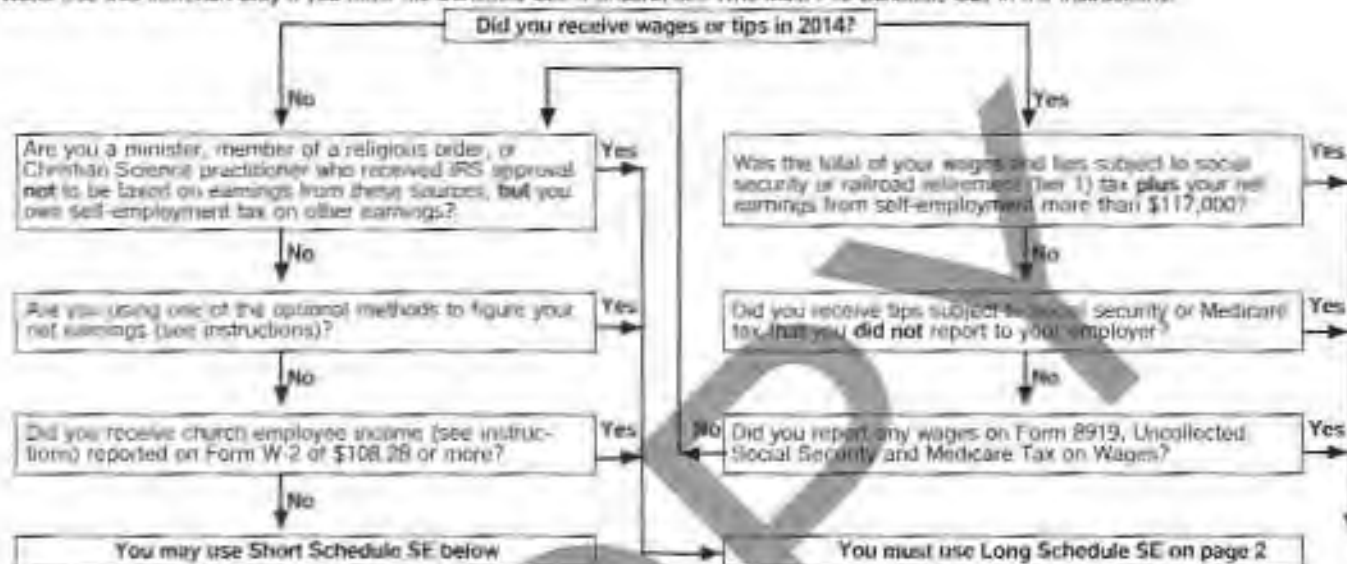 Did you receive wages or tips in 2014?
No
Yes
Are you a minister, member of a religious order, or
Christian Science practitioner who received IRS approval
not to be taxed on earnings from these sources, but you
owe self-employment tax on other earnings?
Yes
Was the total of your wages and tips subject to social
security or railroad retirement (tier 1) tax plus your net
earnings from self-employment more than $117,000?
Yes
No
No
Are you using one of the optional methods to figure your
net earnings (see instructions)?
Yes
Did you receive tips subject to social security or Medicare
tax that you did not report to your employer?
Yes
No
No
Did you receive church employee income (see instruc-
tions) reported on Form W-2 of $108.28 or more?
Yes
No
Did you report any wages on Form 8919, Uncollected
Social Security and Medicare Tax on Wages?
Yes
No
You may use Short Schedule SE below
You must use Long Schedule SE on page 2